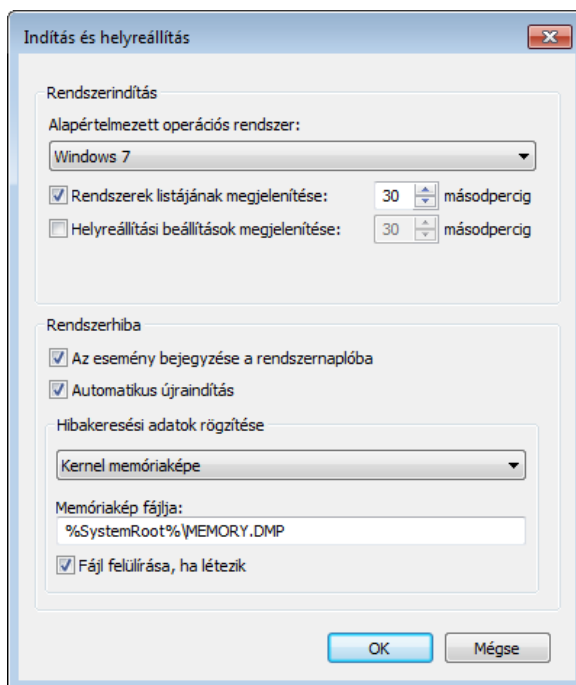 Indítás és helyreállítás
Rendszerindítás
Alapértelmezett operációs rendszer:
Windows 7
Rendszerek listájának megjelenítése: 30 másodpercig
Helyreállítási beállítások megjelenítése: 30 másodpercig
Rendszerhiba
Az esemény bejegyzése a rendszernaplóba
Automatikus újraindítás
Hibakeresési adatok rögzítése
Kernel memóriaképe
Memóriakép fájlja:
%SystemRoot%\MEMORY.DMP
Fájl felülírása, ha létezik
OK Mégse